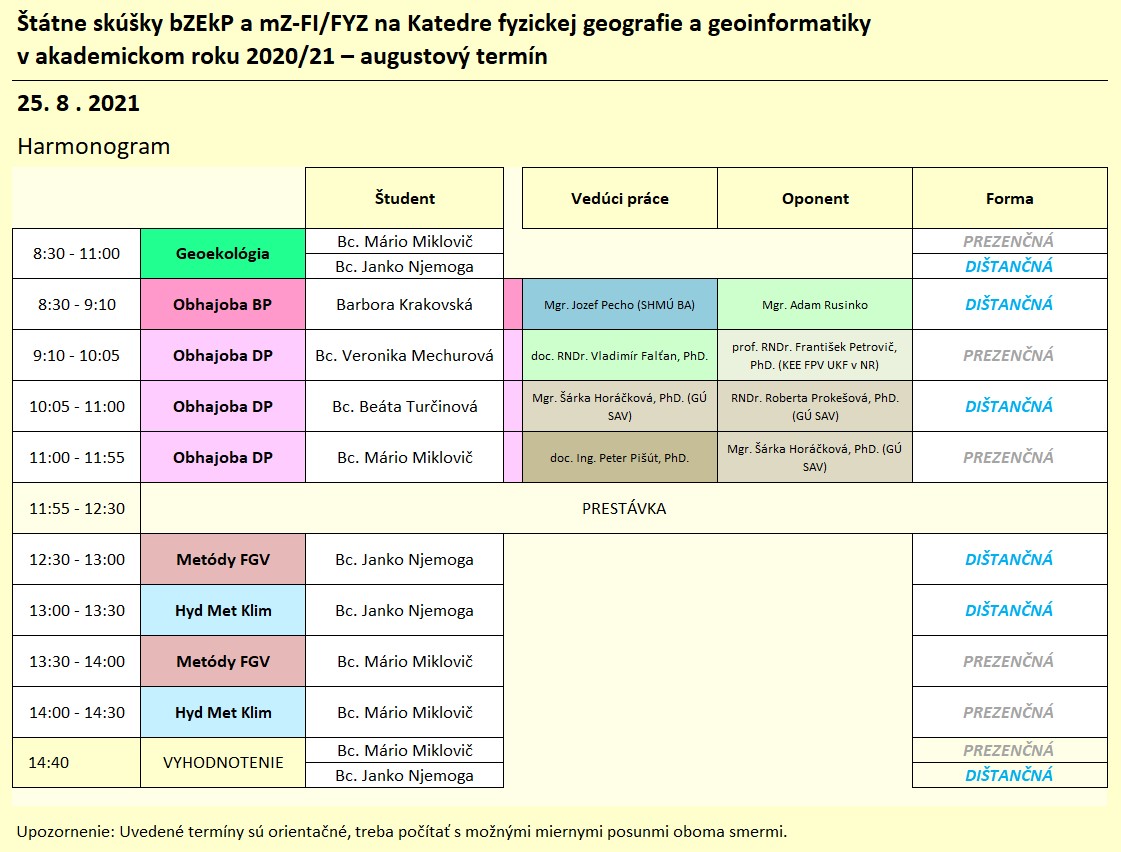 Štátne skúšky bZEkP a mZ-FI/FYZ na Katedre fyzickej geografie a geoinformatiky
v akademickom roku 2020/21 – augustový termín
25. 8 . 2021
Harmonogram
Študent Vedúci práce Oponent Forma
8:30 - 11:00 Geoekológia Bc. Mário Miklovič PREZENČNÁ
Bc. Janko Njemoga DIŠTANČNÁ
8:30 - 9:10 Obhajoba BP Barbora Krakovská Mgr. Jozef Pecho (SHMÚ BA) Mgr. Adam Rusinko DIŠTANČNÁ
9:10 - 10:05 Obhajoba DP Bc. Veronika Mechurová doc. RNDr. Vladimír Falťan, PhD. prof. RNDr. František Petrovič,
PhD. (KEE FPV UKF v NR) PREZENČNÁ
10:05 - 11:00 Obhajoba DP Bc. Beáta Turčinová Mgr. Šárka Horáčková, PhD. (GÚ
SAV) RNDr. Roberta Prokešová, PhD.
(GÚ SAV) DIŠTANČNÁ
11:00 - 11:55 Obhajoba DP Bc. Mário Miklovič doc. Ing. Peter Pišút, PhD. Mgr. Šárka Horáčková, PhD. (GÚ
SAV) PREZENČNÁ
11:55 - 12:30 PRESTÁVKA
12:30 - 13:00 Metódy FGV Bc. Janko Njemoga DIŠTANČNÁ
13:00 - 13:30 Hyd Met Klim Bc. Janko Njemoga DIŠTANČNÁ
13:30 - 14:00 Metódy FGV Bc. Mário Miklovič PREZENČNÁ
14:00 - 14:30 Hyd Met Klim Bc. Mário Miklovič PREZENČNÁ
14:40 VYHODNOTENIE Bc. Mário Miklovič PREZENČNÁ
Bc. Janko Njemoga DIŠTANČNÁ
Upozornenie: Uvedené termíny sú orientačné, treba počítať s možnými miernymi posunmi oboma smermi.